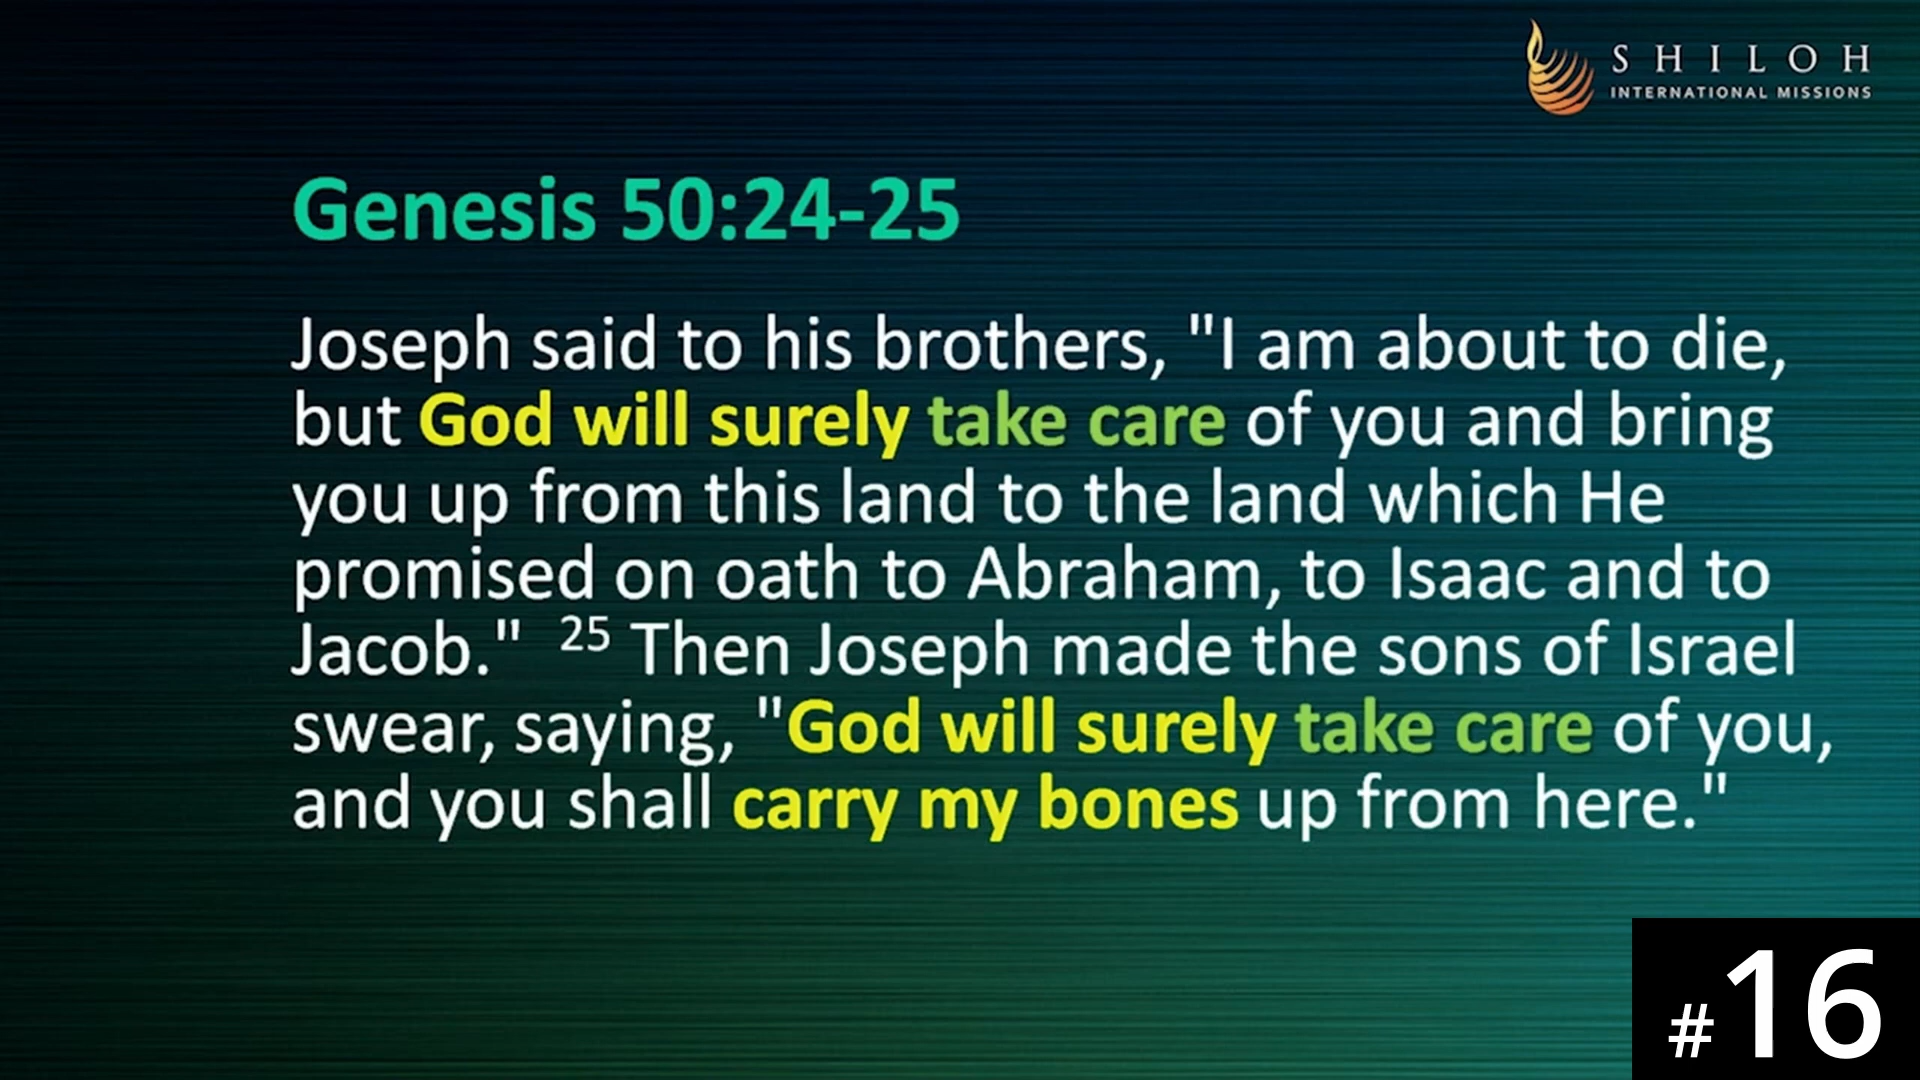 SHILOH
INTERNATIONAL MISSIONS
Genesis 50:24-25
Joseph said to his brothers, "I am about to die,
but God will surely take care of you and bring
you up from this land to the land which He
promised on oath to Abraham, to Isaac and to
Jacob." 25 Then Joseph made the sons of Israel
swear, saying, "God will surely take care of you,
and you shall carry my bones up from here."
#16